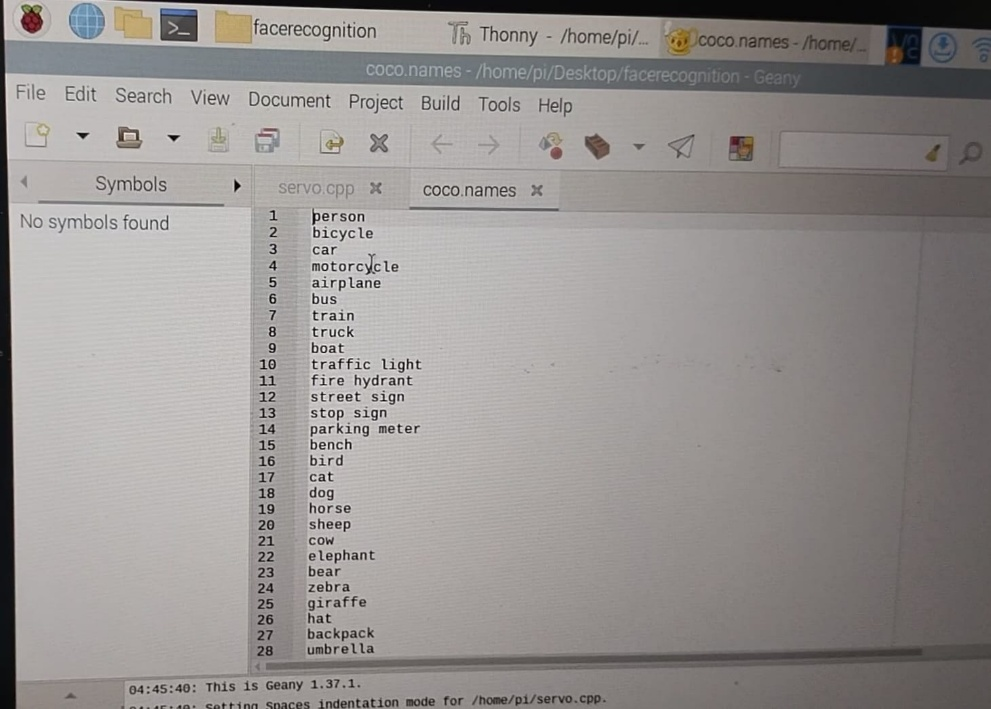 facerecognition
Th Thonny - /home/pi/...
coco.names - /home/...
coco.names - /home/pi/Desktop/facerecognition - Geany
File Edit Search View Document Project Build Tools Help
Symbols
servo.cpp
coco.names
No symbols found
1 person
2 bicycle
3 car
4 motorcycle
5 airplane
6 bus
7 train
8 truck
9 boat
10 traffic light
11 fire hydrant
12 street sign
13 stop sign
14 parking meter
15 bench
16 bird
17 cat
18 dog
19 horse
20 sheep
21 cow
22 elephant
23 bear
24 zebra
25 giraffe
26 hat
27 backpack
28 umbrella
04:45:40: This is Geany 1.37.1.
04:45:40: Setting Spaces indentation mode for /home/pi/servo.cpp.